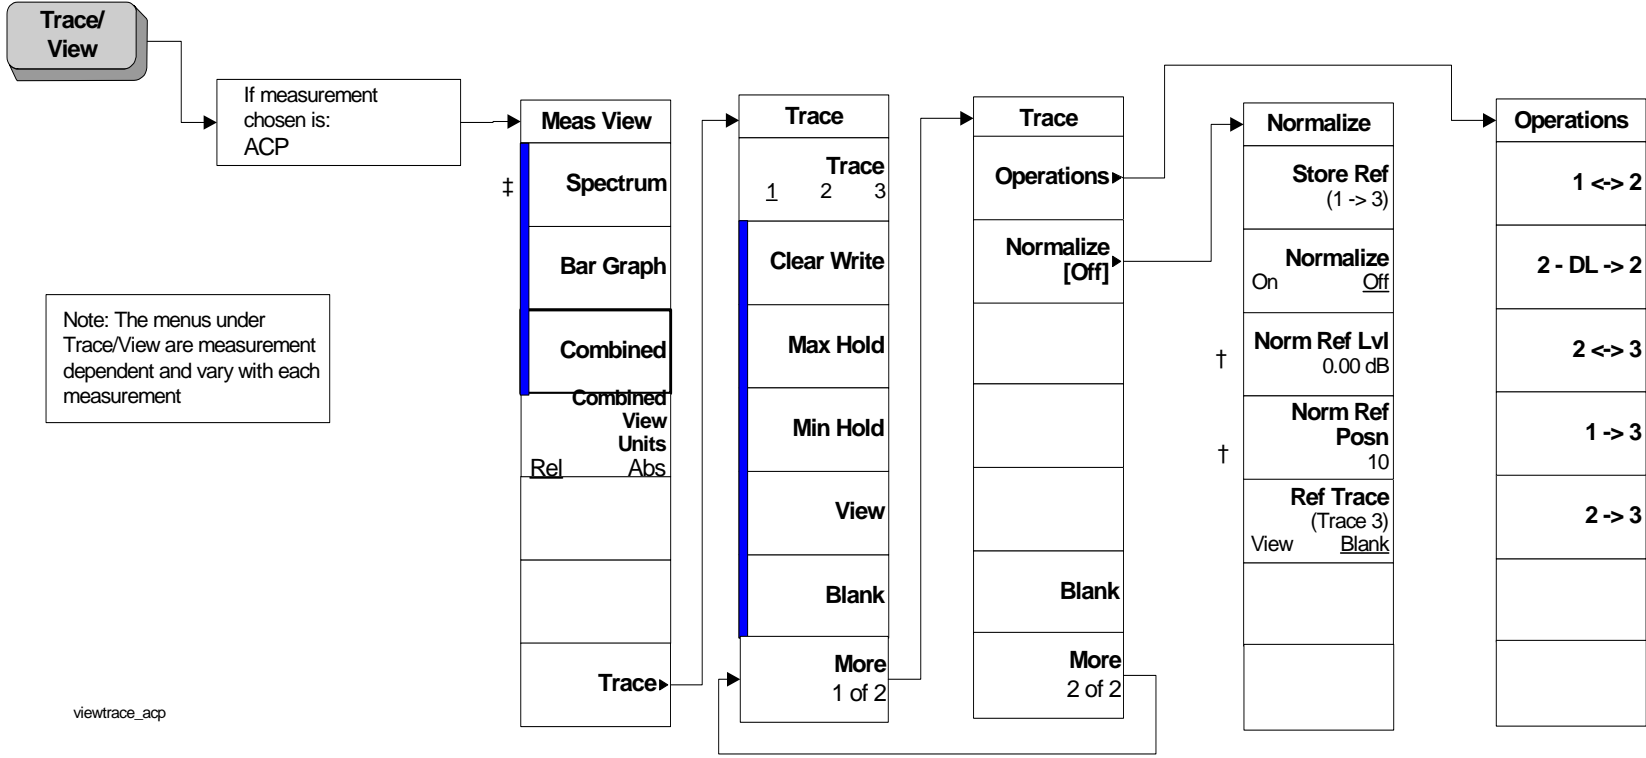 Trace/
View
If measurement
chosen is:
ACP
Note: The menus under
Trace/View are measurement
dependent and vary with each
measurement
viewtrace_acp
Meas View
‡
Spectrum
Bar Graph
Combined
Combined
View
Units
Rel Abs
Trace
Trace
Trace
1 2 3
Clear Write
Max Hold
Min Hold
View
Blank
More
1 of 2
Trace
Operations
Normalize
[Off]
Blank
More
2 of 2
Normalize
Store Ref
(1 -> 3)
Normalize
On Off
† Norm Ref Lvl
0.00 dB
Norm Ref
† Posn
10
Ref Trace
(Trace 3)
View Blank
Operations
1 <-> 2
2 - DL -> 2
2 <-> 3
1 -> 3
2 -> 3